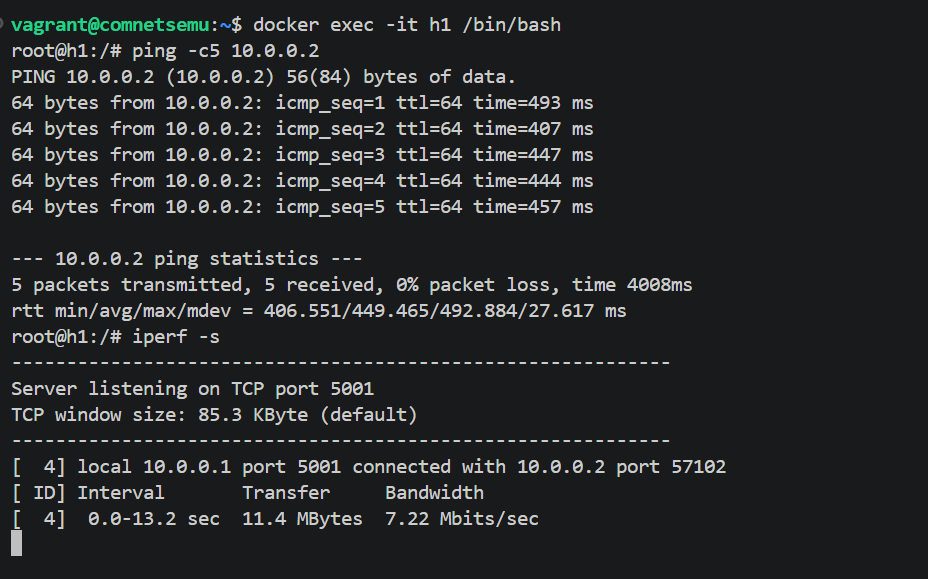 vagrant@comnetsemu:~$ docker exec -it h1 /bin/bash
root@h1:/# ping -c5 10.0.0.2
PING 10.0.0.2 (10.0.0.2) 56(84) bytes of data.
64 bytes from 10.0.0.2: icmp_seq=1 ttl=64 time=493 ms
64 bytes from 10.0.0.2: icmp_seq=2 ttl=64 time=407 ms
64 bytes from 10.0.0.2: icmp_seq=3 ttl=64 time=447 ms
64 bytes from 10.0.0.2: icmp_seq=4 ttl=64 time=444 ms
64 bytes from 10.0.0.2: icmp_seq=5 ttl=64 time=457 ms

--- 10.0.0.2 ping statistics ---
5 packets transmitted, 5 received, 0% packet loss, time 4008ms
rtt min/avg/max/mdev = 406.551/449.465/492.884/27.617 ms
root@h1:/# iperf -s
------------------------------------------------------------
Server listening on TCP port 5001
TCP window size: 85.3 KByte (default)
------------------------------------------------------------
[  4] local 10.0.0.1 port 5001 connected with 10.0.0.2 port 57102
[ ID] Interval       Transfer     Bandwidth
[  4]  0.0-13.2 sec  11.4 MBytes  7.22 Mbits/sec